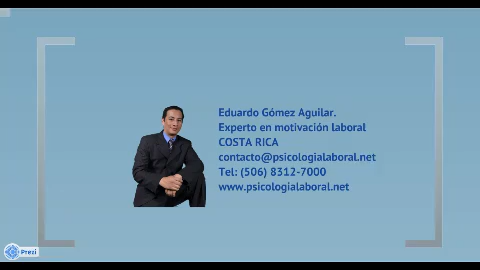 Eduardo Gómez Aguilar.
Experto en motivación laboral
COSTA RICA
contacto@psicologialaboral.net
Tel: (506) 8312-7000
www.psicologialaboral.net
Prezi